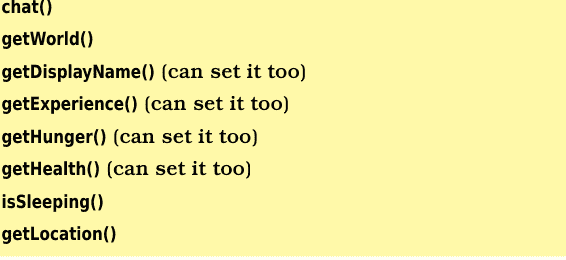 chat()
getWorld()
getDisplayName() (can set it too)
getExperience() (can set it too)
getHunger() (can set it too)
getHealth() (can set it too)
isSleeping()
getLocation()